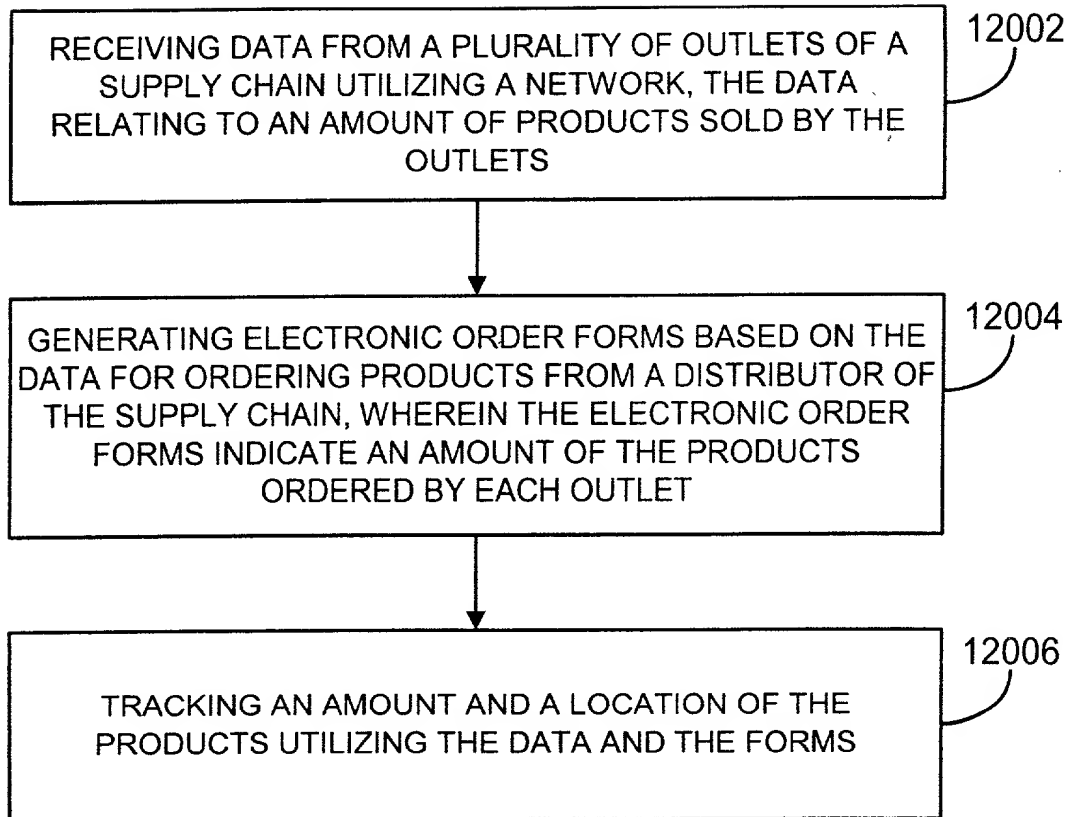 RECEIVING DATA FROM A PLURALITY OF OUTLETS OF A
SUPPLY CHAIN UTILIZING A NETWORK, THE DATA
RELATING TO AN AMOUNT OF PRODUCTS SOLD BY THE
OUTLETS
12002
GENERATING ELECTRONIC ORDER FORMS BASED ON THE
DATA FOR ORDERING PRODUCTS FROM A DISTRIBUTOR OF
THE SUPPLY CHAIN, WHEREIN THE ELECTRONIC ORDER
FORMS INDICATE AN AMOUNT OF THE PRODUCTS
ORDERED BY EACH OUTLET
12004
TRACKING AN AMOUNT AND A LOCATION OF THE
PRODUCTS UTILIZING THE DATA AND THE FORMS
12006